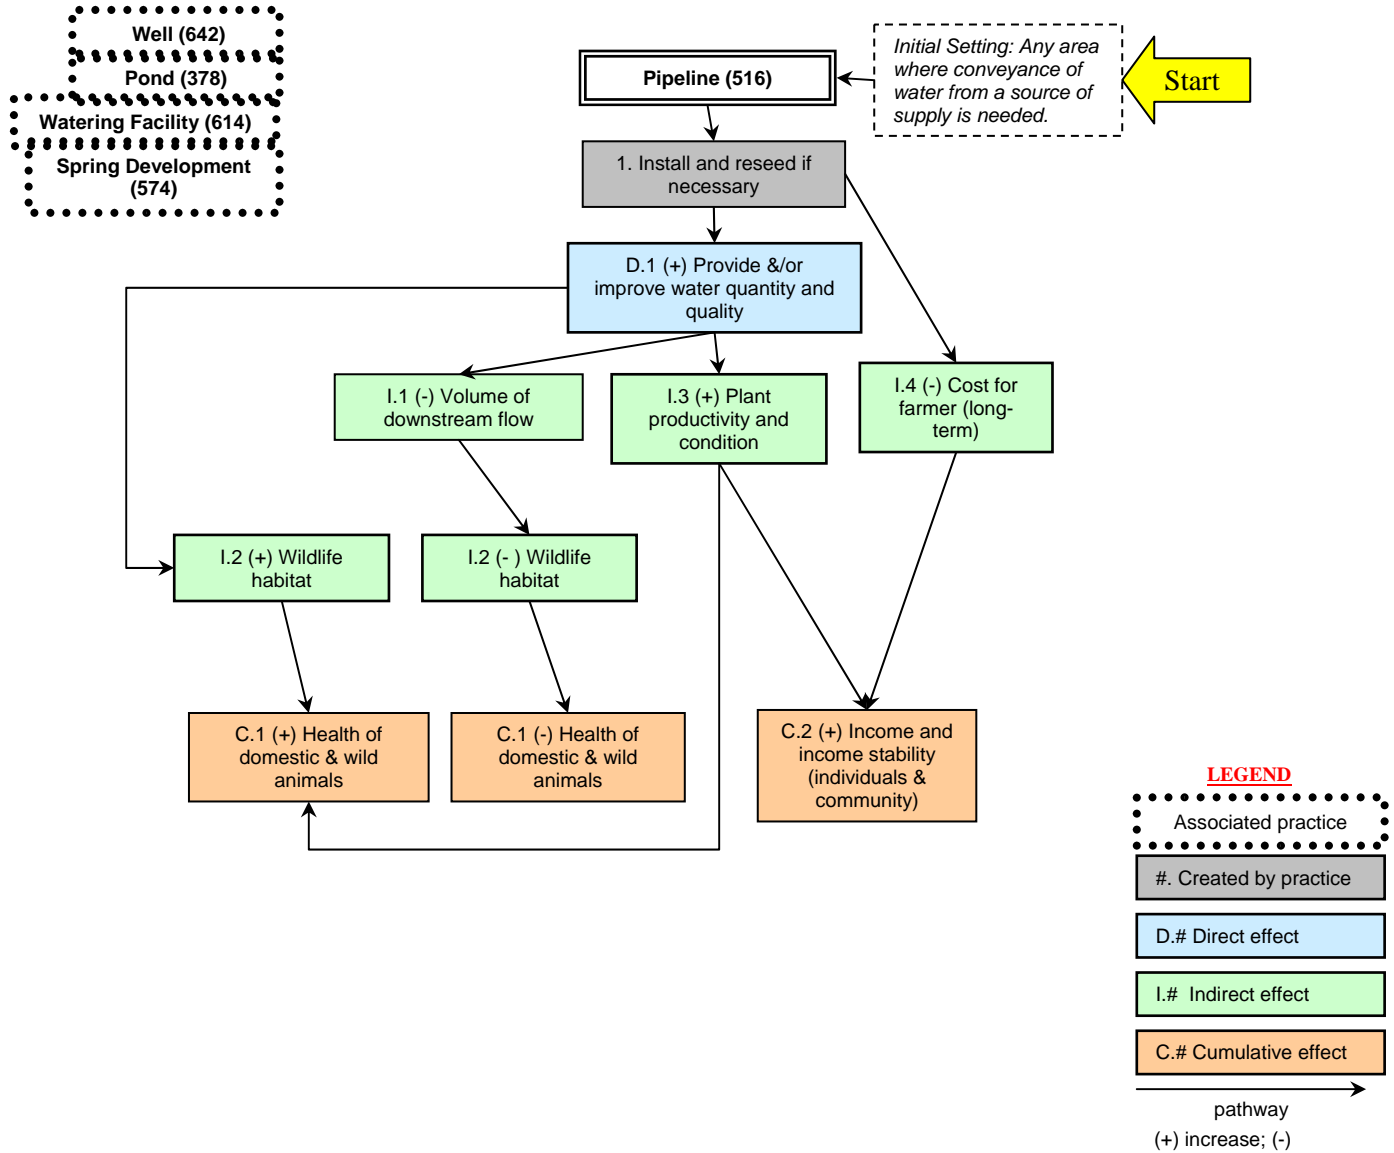 Well (642)
Pond (378)
Watering Facility (614)
Spring Development
(574)
Pipeline (516)
Initial Setting: Any area
where conveyance of
water from a source of
supply is needed.
Start
1. Install and reseed if
necessary
D.1 (+) Provide &/or
improve water quantity and
quality
I.1 (-) Volume of
downstream flow
I.3 (+) Plant
productivity and
condition
I.4 (-) Cost for
farmer (long-
term)
I.2 (+) Wildlife
habitat
I.2 (- ) Wildlife
habitat
C.1 (+) Health of
domestic & wild
animals
C.1 (-) Health of
domestic & wild
animals
C.2 (+) Income and
income stability
(individuals &
community)
LEGEND
Associated practice
#. Created by practice
D.# Direct effect
I.# Indirect effect
C.# Cumulative effect
pathway
(+) increase; (-)